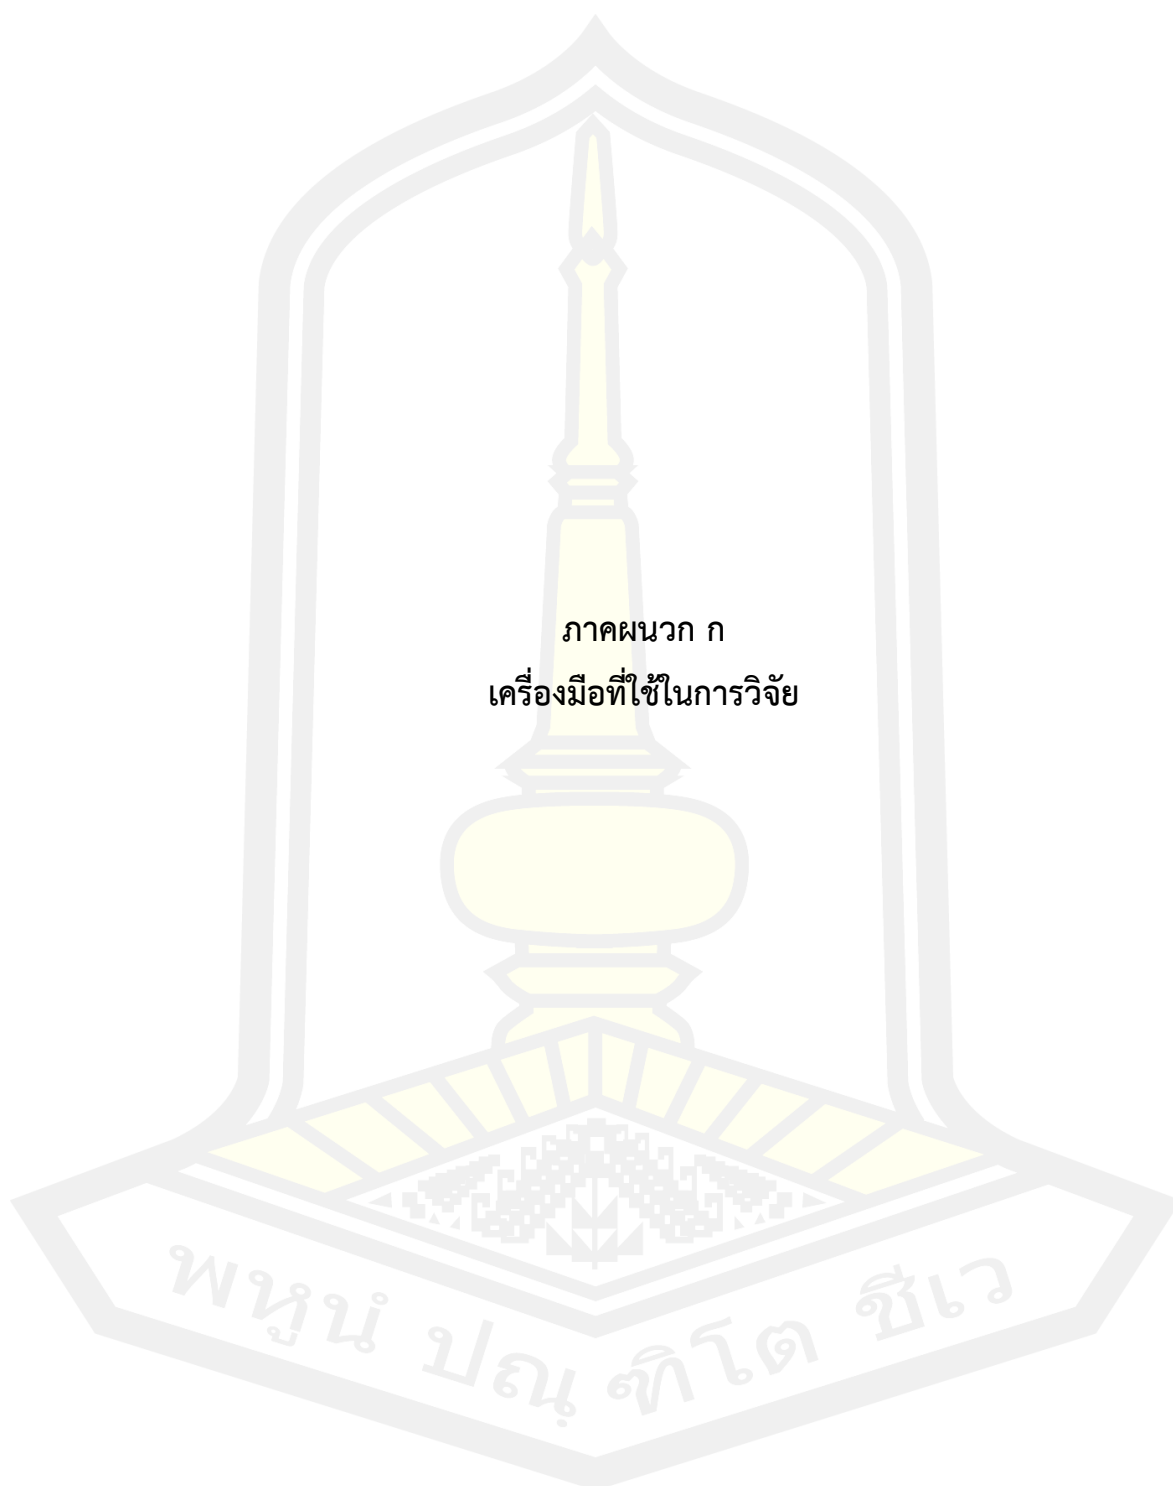 ภาคผนวก ก
เครื่องมือที่ใช้ในการวิจัย
พหูนํ ปณฺฑิโต ชีเว